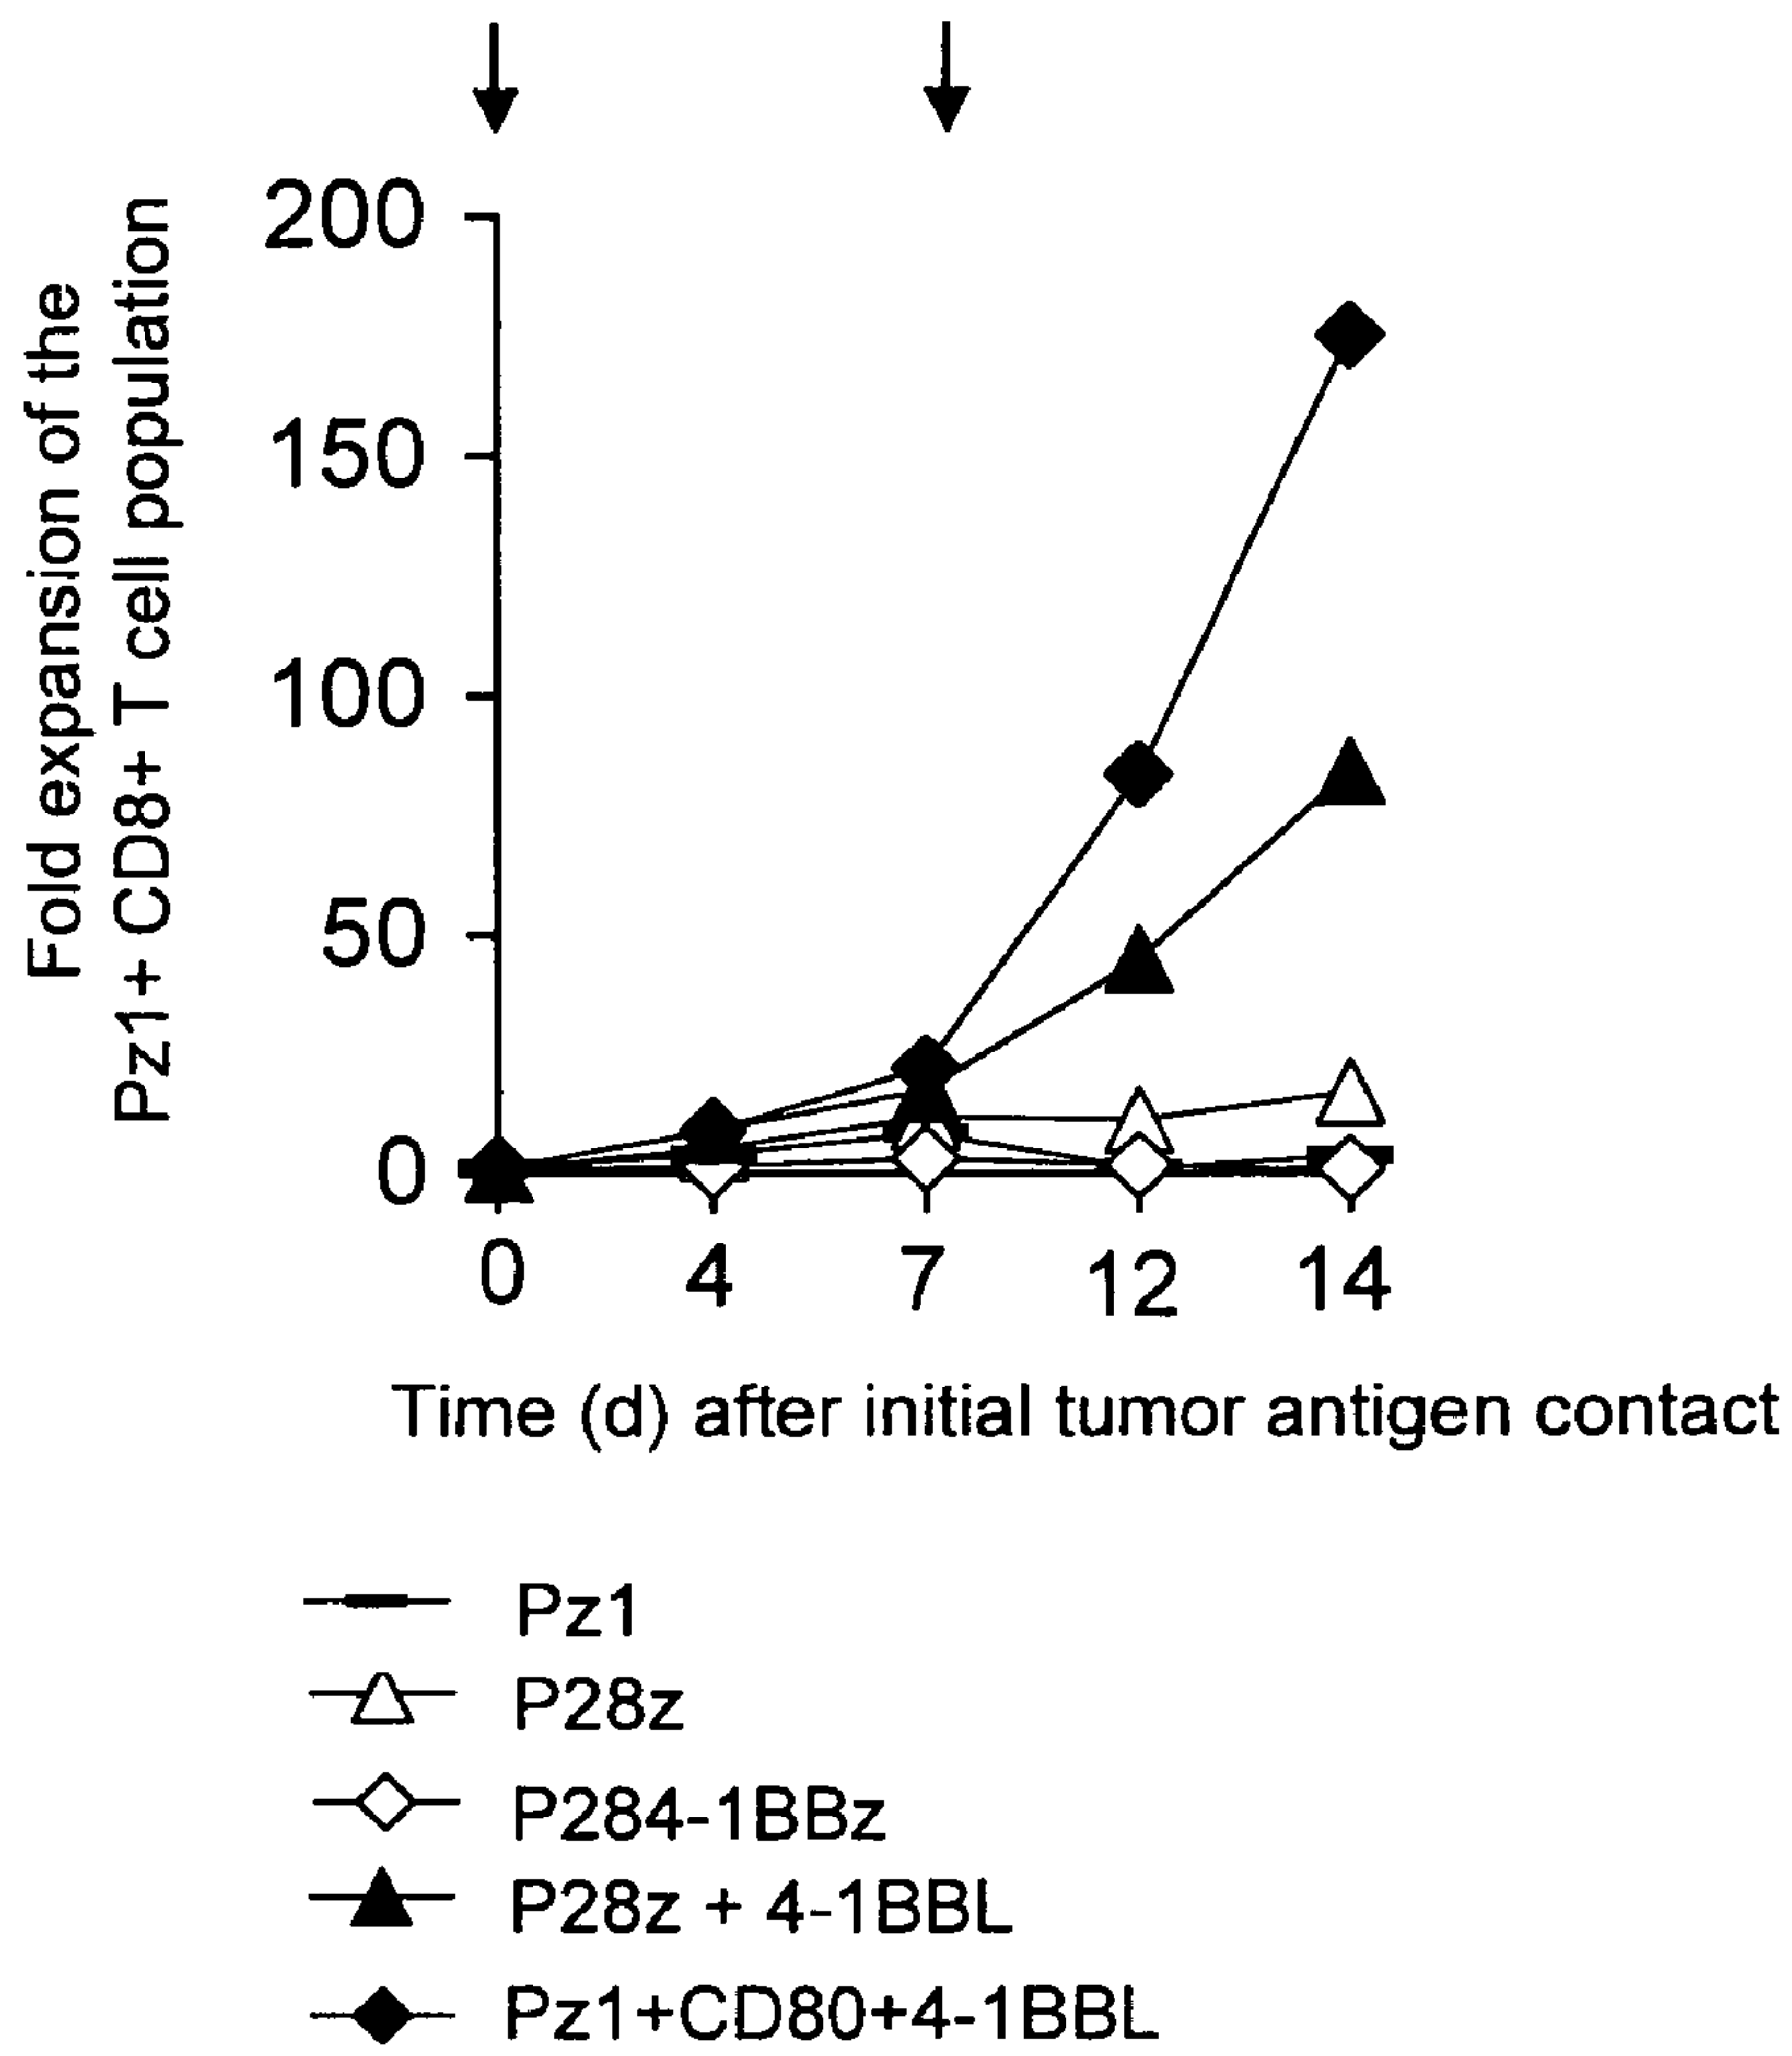 Fold expansion of the
Pz1+ CD8+ T cell population
200
150
100
50
0
0 4 7 12 14
Time (d) after initial tumor antigen contact
Pz1
P28z
P284-1BBz
P28z + 4-1BBL
Pz1+CD80+4-1BBL